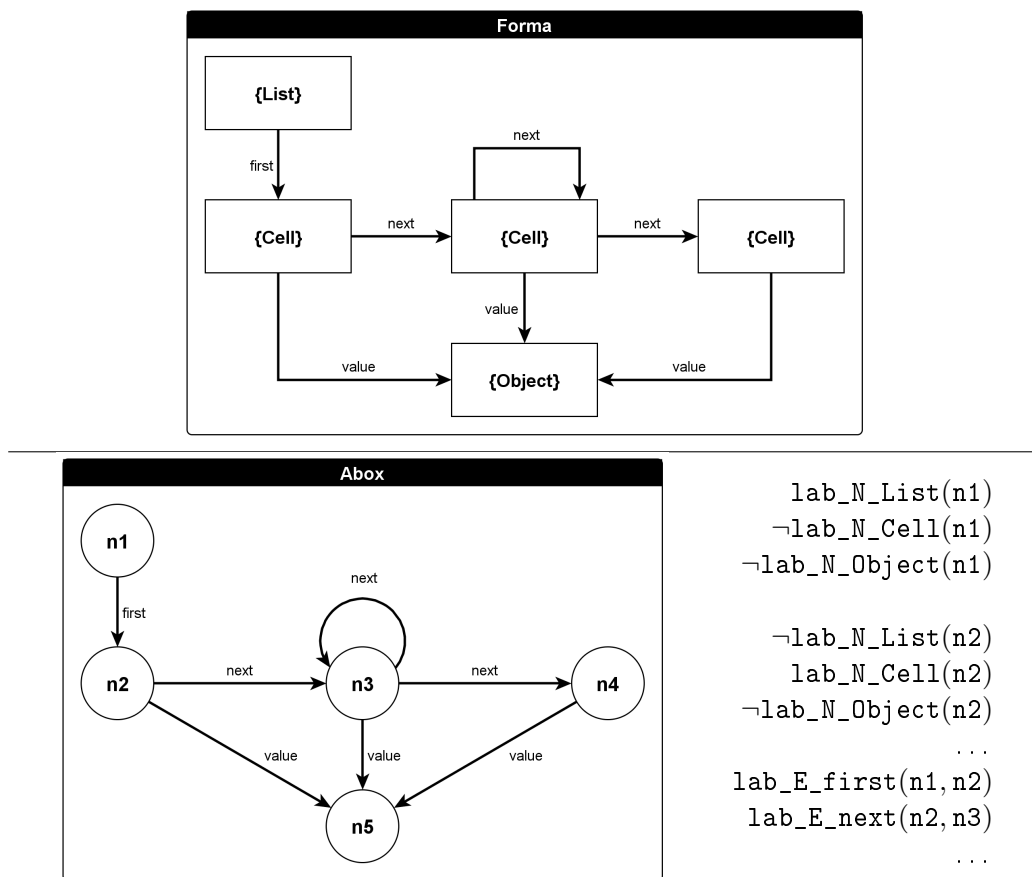 Forma
{List}
next
first
{Cell}
next
{Cell}
next
{Cell}
value
value
value
{Object}
Abox
n1
next
first
n2
next
n3
next
n4
value
value
value
n5
lab_N_List(n1)
¬lab_N_Cell(n1)
¬lab_N_Object(n1)
¬lab_N_List(n2)
lab_N_Cell(n2)
¬lab_N_Object(n2)
...
lab_E_first(n1, n2)
lab_E_next(n2, n3)
...